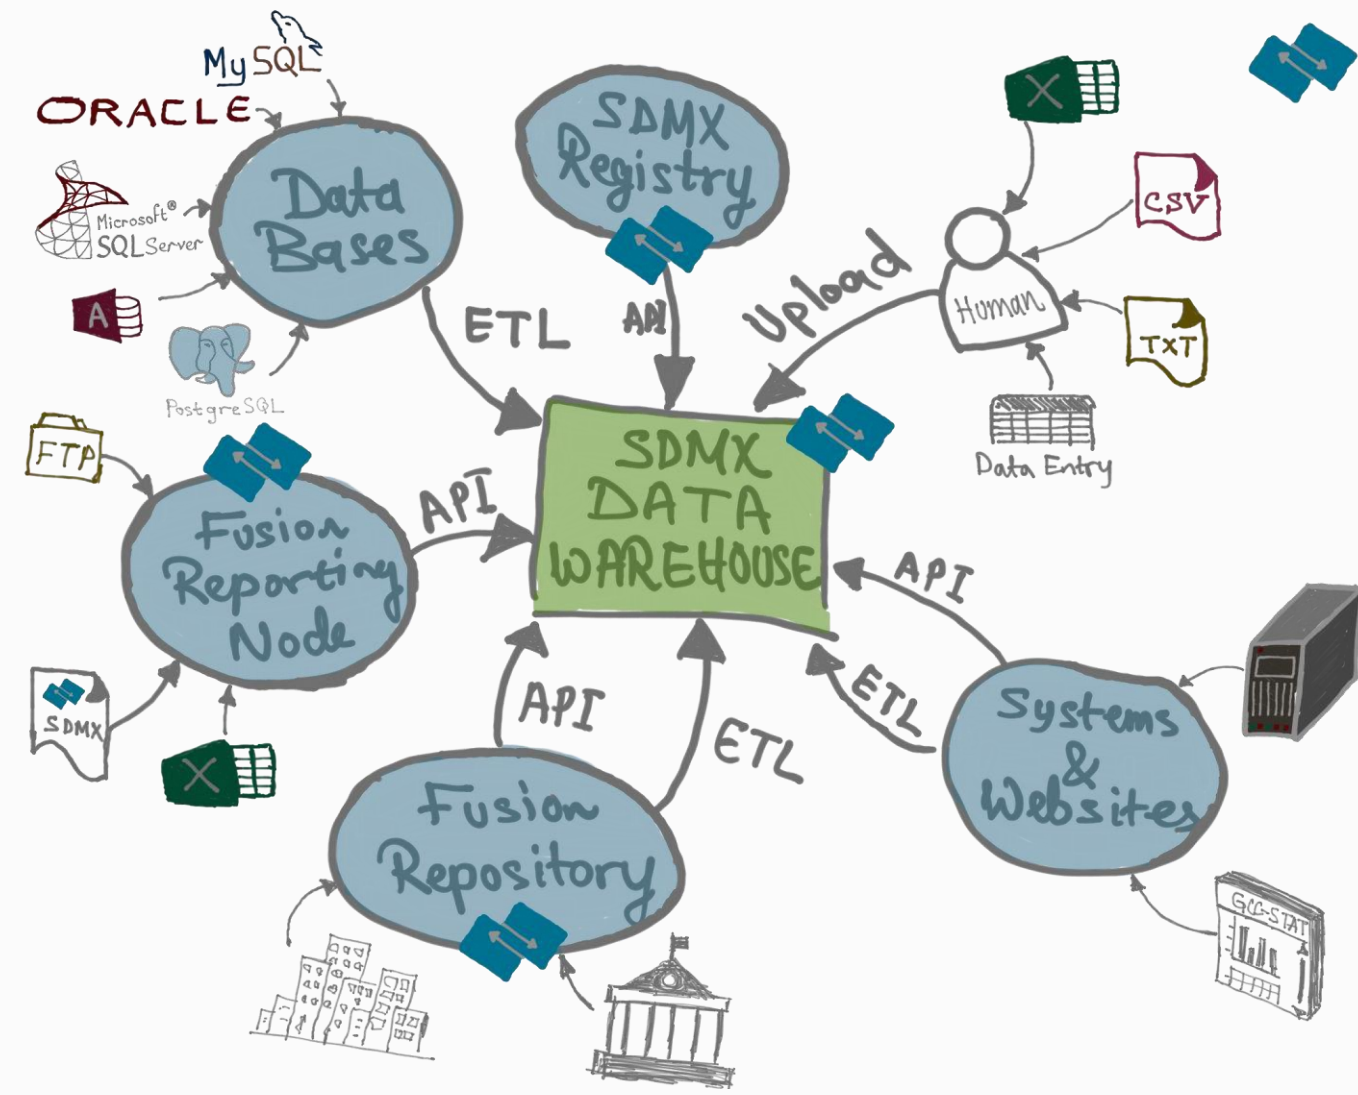 MySQL
ORACLE
Microsoft®
SQL Server
A
PostgreSQL
Data
Bases
ETL
SDMX
Registry
API
Upload
X
CSV
Human
TXT
Data Entry
FTP
Fusion
Reporting
Node
API
SDMX
X
SDMX
DATA
WAREHOUSE
API
ETL
API
ETL
Fusion
Repository
Systems
&
Websites
GCC-STAT